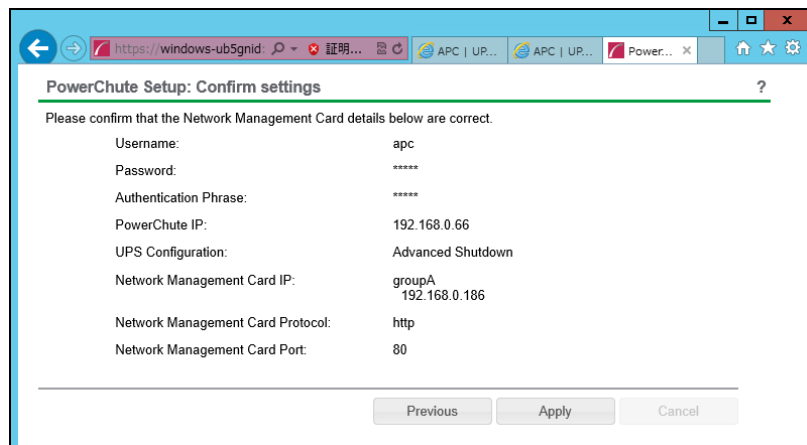 https://windows-ub5gnid: 証明... APC | UP... APC | UP... Power...
PowerChute Setup: Confirm settings ?
Please confirm that the Network Management Card details below are correct.
Username: apc
Password: *****
Authentication Phrase: *****
PowerChute IP: 192.168.0.66
UPS Configuration: Advanced Shutdown
Network Management Card IP: groupA
192.168.0.186
Network Management Card Protocol: http
Network Management Card Port: 80
Previous Apply Cancel